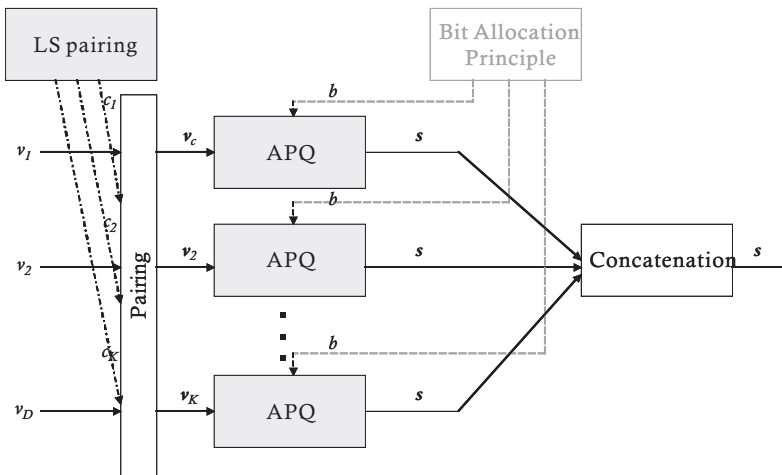 LS pairing
Bit Allocation
Principle
c1
b
v1
vc
APQ
s
b
c2
v2
Pairing
v2
APQ
s
Concatenation
s
b
cK
vD
vK
APQ
s